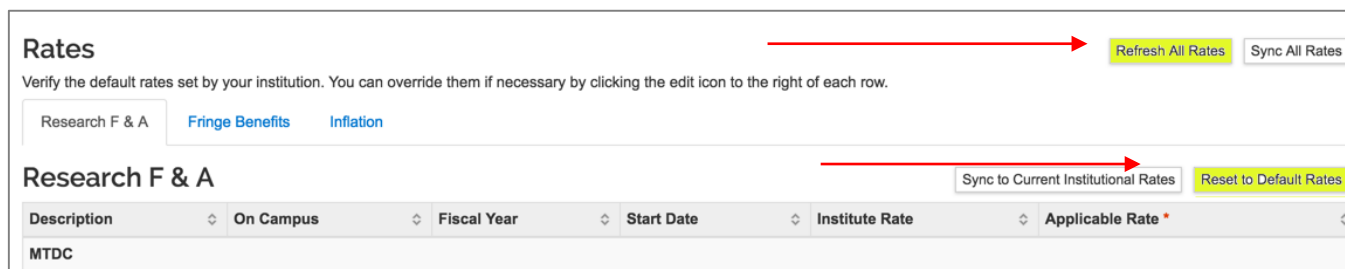 Rates
Refresh All Rates Sync All Rates
Verify the default rates set by your institution. You can override them if necessary by clicking the edit icon to the right of each row.
Research F & A Fringe Benefits Inflation
Research F & A
Sync to Current Institutional Rates Reset to Default Rates
Description On Campus Fiscal Year Start Date Institute Rate Applicable Rate *
MTDC